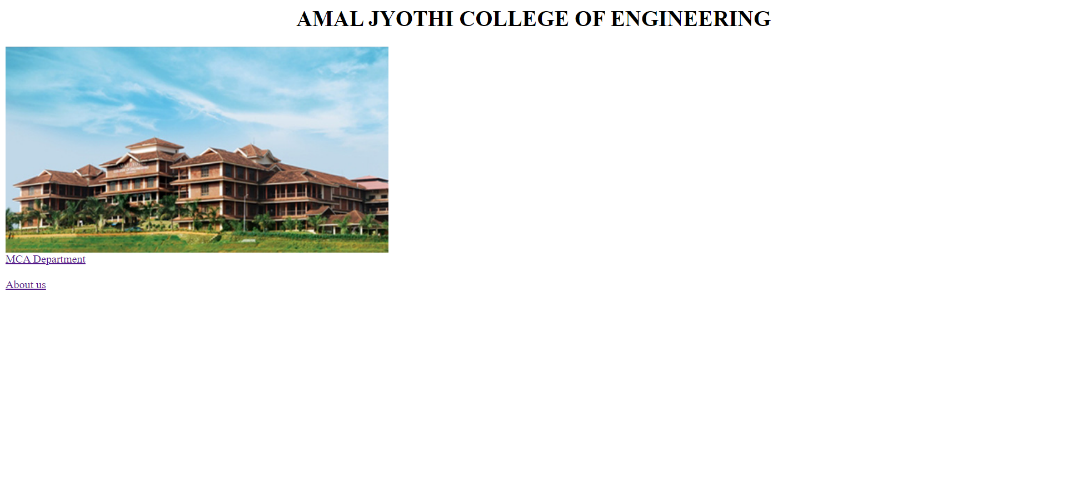 AMAL JYOTHI COLLEGE OF ENGINEERING
MCA Department
About us